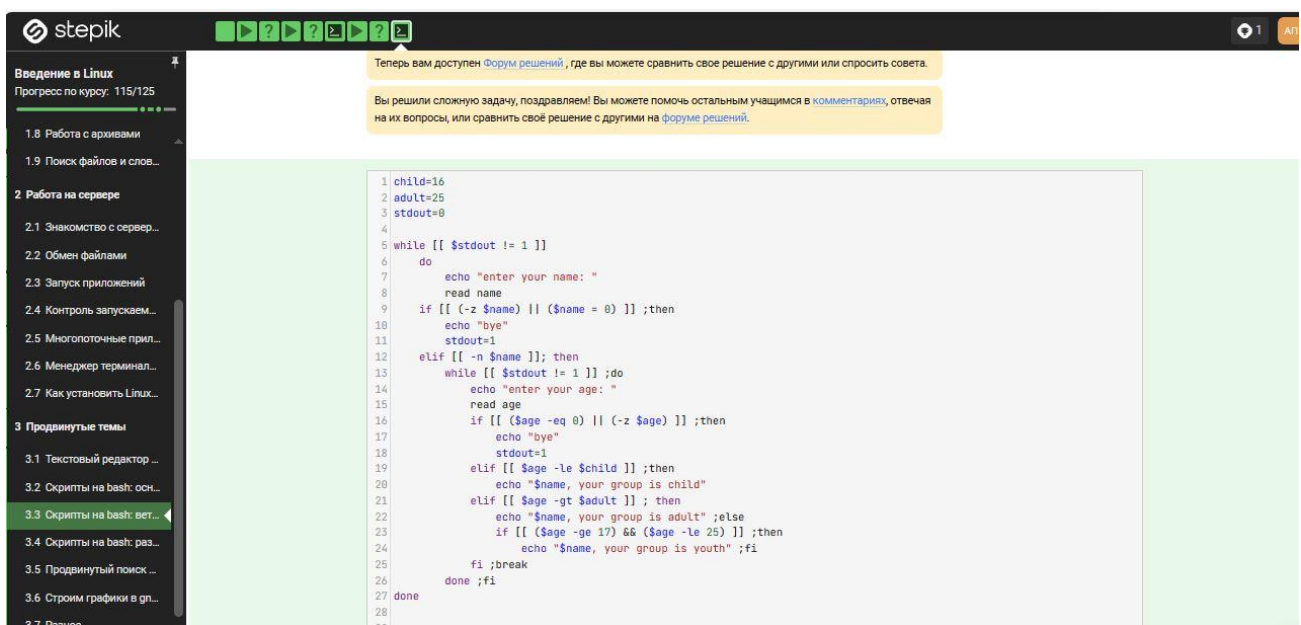 stepik
1
АП
Введение в Linux
Прогресс по курсу: 115/125
1.8 Работа с архивами
1.9 Поиск файлов и слов...
2 Работа на сервере
2.1 Знакомство с сервер...
2.2 Обмен файлами
2.3 Запуск приложений
2.4 Контроль запускаем...
2.5 Многопоточные прил...
2.6 Менеджер терминал...
2.7 Как установить Linux...
3 Продвинутые темы
3.1 Текстовый редактор ...
3.2 Скрипты на bash: осн...
3.3 Скрипты на bash: вет...
3.4 Скрипты на bash: раз...
3.5 Продвинутый поиск ...
3.6 Строим графики в gn...
3.7 Разное
Теперь вам доступен Форум решений , где вы можете сравнить свое решение с другими или спросить совета.
Вы решили сложную задачу, поздравляем! Вы можете помочь остальным учащимся в комментариях, отвечая
на их вопросы, или сравнить своё решение с другими на форуме решений.
1 child=16
2 adult=25
3 stdout=0
4
5 while [[ $stdout != 1 ]]
6 do
7 echo "enter your name: "
8 read name
9 if [[ (-z $name) || ($name = 0) ]] ;then
10 echo "bye"
11 stdout=1
12 elif [[ -n $name ]]; then
13 while [[ $stdout != 1 ]] ;do
14 echo "enter your age: "
15 read age
16 if [[ ($age -eq 0) || (-z $age) ]] ;then
17 echo "bye"
18 stdout=1
19 elif [[ $age -le $child ]] ;then
20 echo "$name, your group is child"
21 elif [[ $age -gt $adult ]] ; then
22 echo "$name, your group is adult" ;else
23 if [[ ($age -ge 17) && ($age -le 25) ]] ;then
24 echo "$name, your group is youth" ;fi
25 fi ;break
26 done ;fi
27 done
28